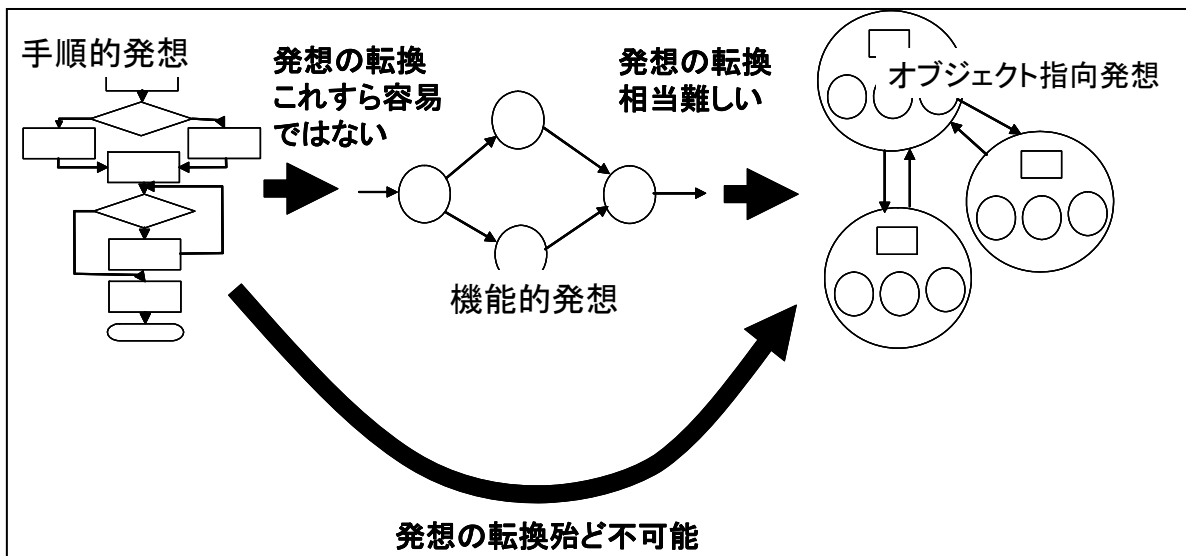 手順的発想
発想の転換
これすら容易
ではない
機能的発想
発想の転換
相当難しい
オブジェクト指向発想
発想の転換殆ど不可能